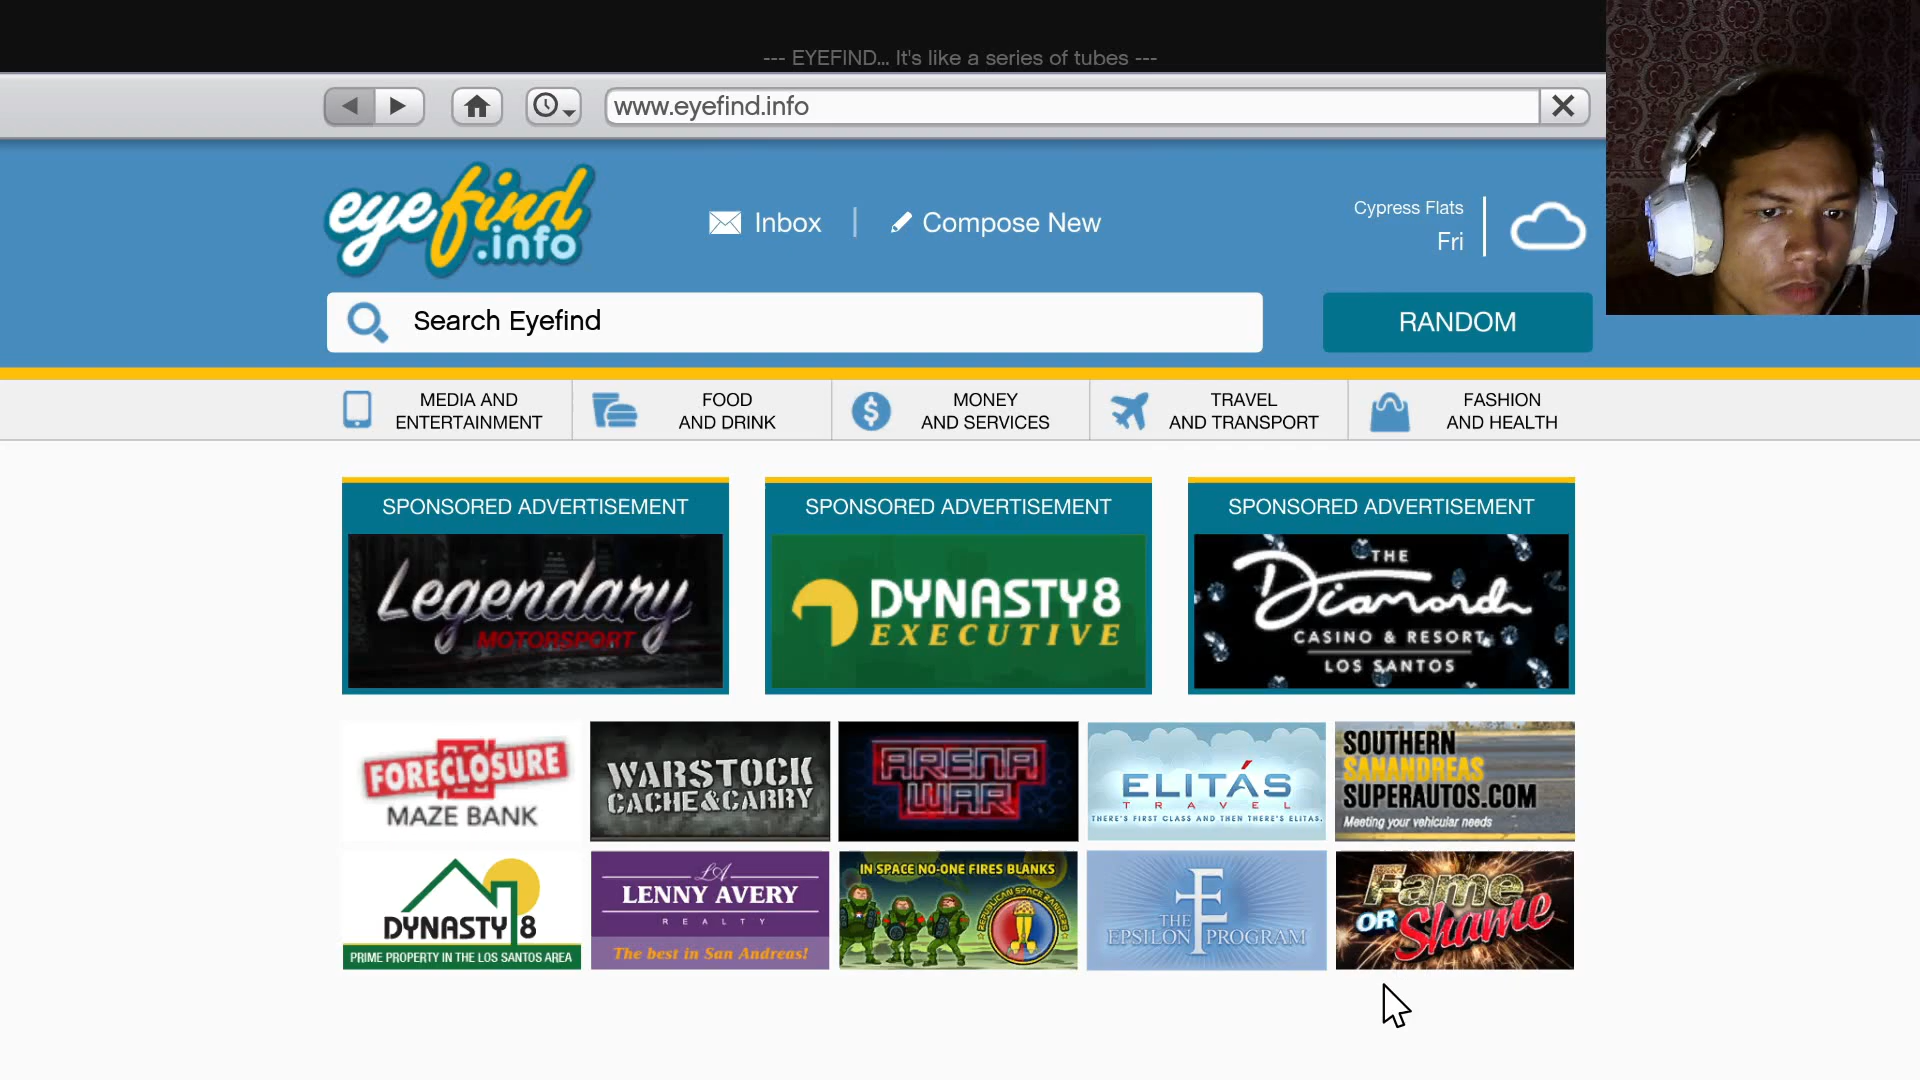 --- EYEFIND... It's like a series of tubes ---
www.eyefind.info
eyefind
.info
Inbox
Compose New
Cypress Flats
Fri
Search Eyefind
RANDOM
MEDIA AND
ENTERTAINMENT
FOOD
AND DRINK
MONEY
AND SERVICES
TRAVEL
AND TRANSPORT
FASHION
AND HEALTH
SPONSORED ADVERTISEMENT
Legendary
MOTORSPORT
SPONSORED ADVERTISEMENT
DYNASTY 8
EXECUTIVE
SPONSORED ADVERTISEMENT
THE
Diamond
CASINO & RESORT
LOS SANTOS
FORECLOSURE
MAZE BANK
WARSTOCK
CACHE&CARRY
ARENA
WAR
ELITÁS
TRAVEL
THERE'S FIRST CLASS AND THEN THERE'S ELITAS.
SOUTHERN
SANANDREAS
SUPERAUTOS.COM
Meeting your vehicular needs
DYNASTY 8
PRIME PROPERTY IN THE LOS SANTOS AREA
LA
LENNY AVERY
REALTY
The best in San Andreas!
IN SPACE NO-ONE FIRES BLANKS
REPUBLICAN SPACE RANGERS
THE
EPSILON PROGRAM
Fame
OR Shame